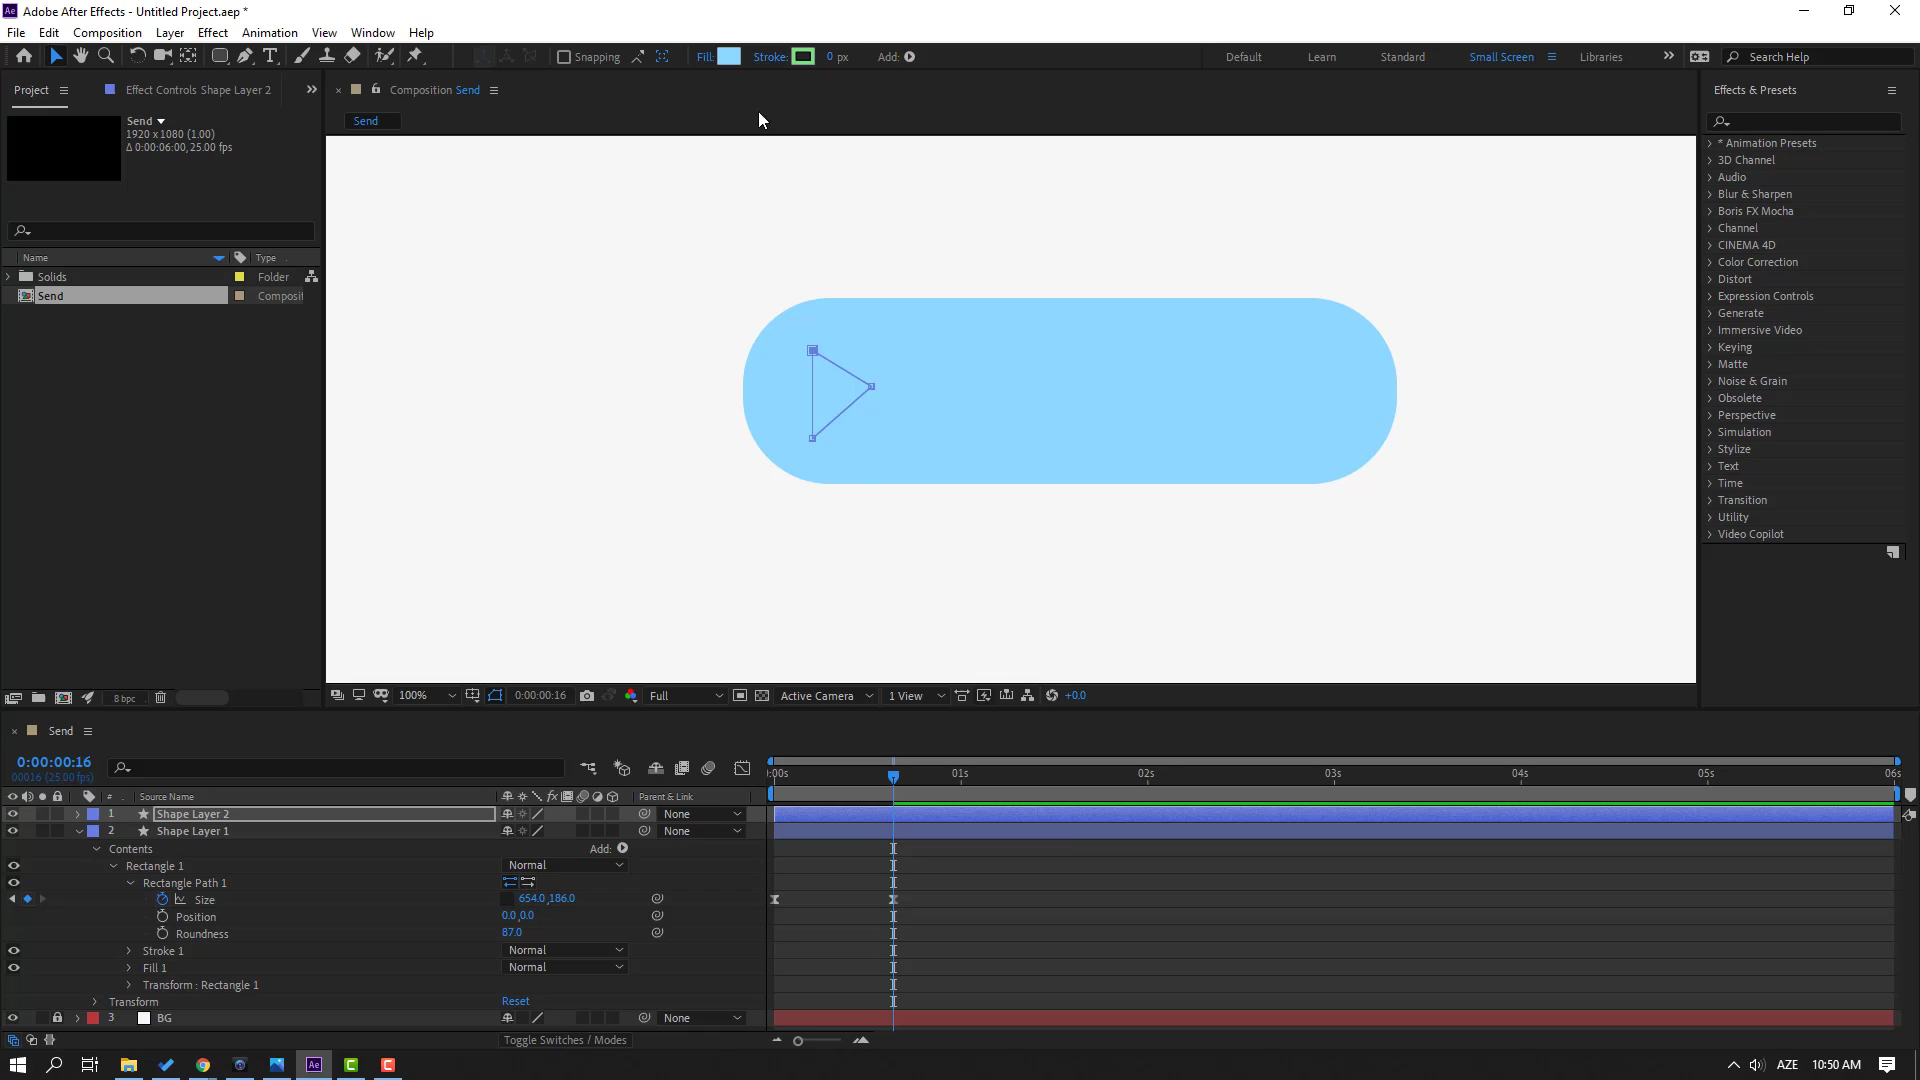 Adobe After Effects - Untitled Project.aep *
File Edit Composition Layer Effect Animation View Window Help
Snapping Fill: Stroke: 0 px Add: Default Learn Standard Small Screen Libraries Search Help
Project Effect Controls Shape Layer 2
Composition Send
Effects & Presets
Send
1920 x 1080 (1.00)
Δ 0:00:06:00, 25.00 fps
Send
Name Type
Solids Folder
Send Composit
* Animation Presets
3D Channel
Audio
Blur & Sharpen
Boris FX Mocha
Channel
CINEMA 4D
Color Correction
Distort
Expression Controls
Generate
Immersive Video
Keying
Matte
Noise & Grain
Obsolete
Perspective
Simulation
Stylize
Text
Time
Transition
Utility
Video Copilot
8 bpc
100% 0:00:00:16 Full Active Camera 1 View +0.0
Send
0:00:00:16
00016 (25.00 fps)
:00s 01s 02s 03s 04s 05s 06s
# Source Name fx Parent & Link
1 Shape Layer 2 None
2 Shape Layer 1 None
Contents Add:
Rectangle 1 Normal
Rectangle Path 1
Size 654.0,186.0
Position 0.0,0.0
Roundness 87.0
Stroke 1 Normal
Fill 1 Normal
Transform : Rectangle 1
Transform Reset
3 BG None
Toggle Switches / Modes
Ae AZE 10:50 AM